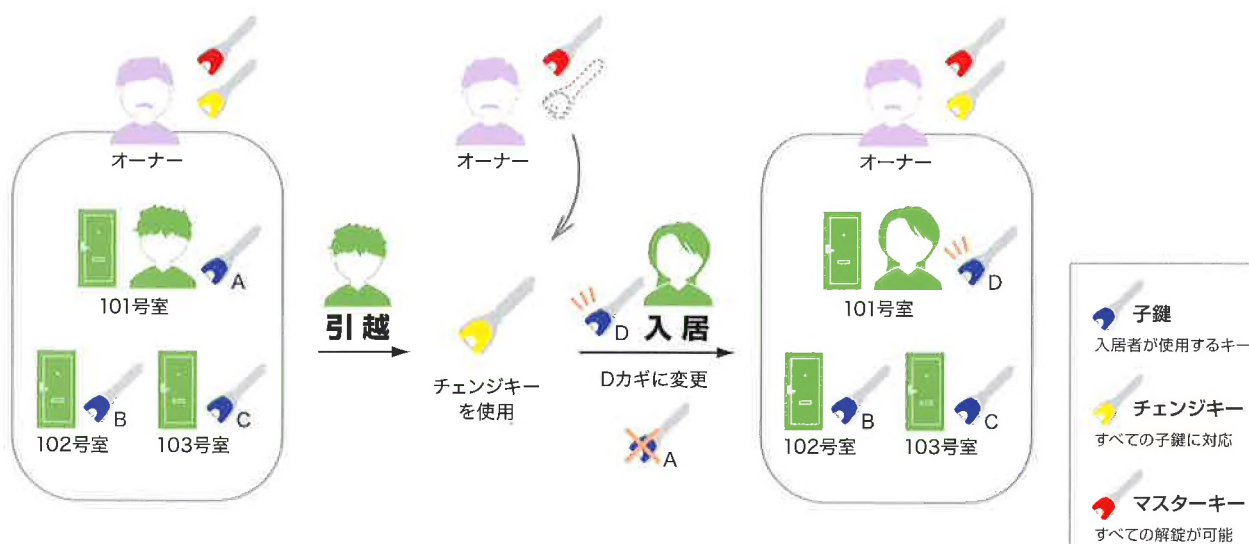 オーナー
101号室
A
102号室
B
103号室
C
引越
オーナー
チェンジキー
を使用
D
入居
Dカギに変更
A
オーナー
101号室
D
102号室
B
103号室
C
子鍵
入居者が使用するキー
チェンジキー
すべての子鍵に対応
マスターキー
すべての解錠が可能